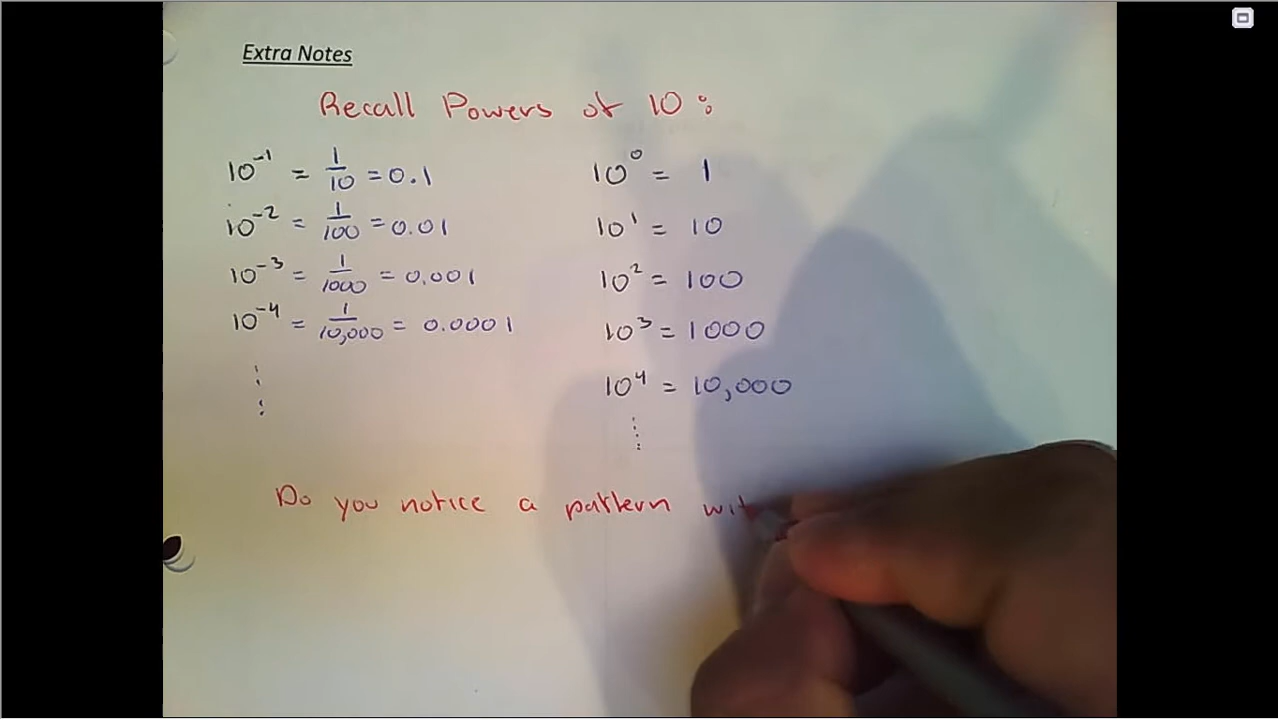 Extra Notes
Recall Powers of 10:
10⁻¹ = 1/10 = 0.1
10⁻² = 1/100 = 0.01
10⁻³ = 1/1000 = 0.001
10⁻⁴ = 1/10,000 = 0.0001
⋮
10⁰ = 1
10¹ = 10
10² = 100
10³ = 1000
10⁴ = 10,000
⋮
Do you notice a pattern wit